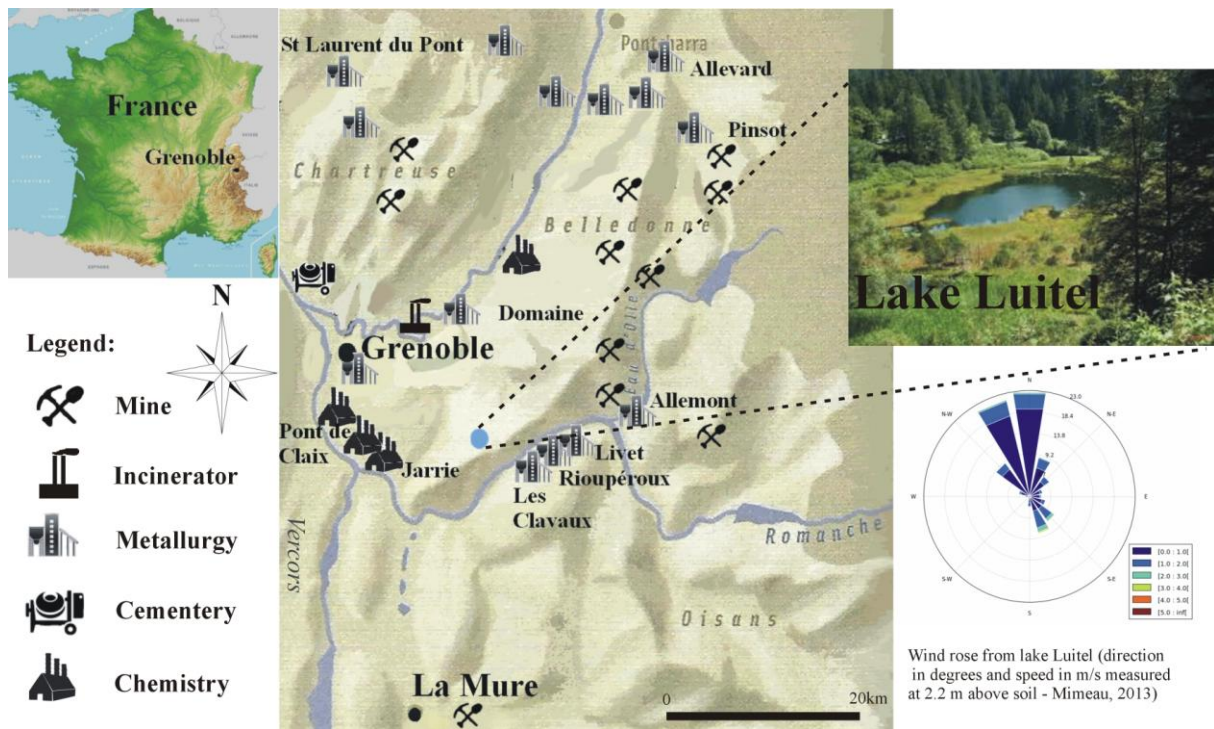 France
Grenoble
N
Legend:
Mine
Incinerator
Metallurgy
Cementery
Chemistry
St Laurent du Pont
Pontcharra
Allevard
Pinsot
Chartreuse
Belledonne
Domaine
Grenoble
Eau d'Olle
Allemont
Pont de
Claix
Jarrie
Livet
Rioupéroux
Les
Clavaux
Vercors
Romanche
Oisans
La Mure
0 20km
Lake Luitel
N
N-W
N-E
W
E
S-W
S-E
S
23.0
18.4
13.8
9.2
[0.0 : 1.0[
[1.0 : 2.0[
[2.0 : 3.0[
[3.0 : 4.0[
[4.0 : 5.0[
[5.0 : inf[
Wind rose from lake Luitel (direction
in degrees and speed in m/s measured
at 2.2 m above soil - Mimeau, 2013)